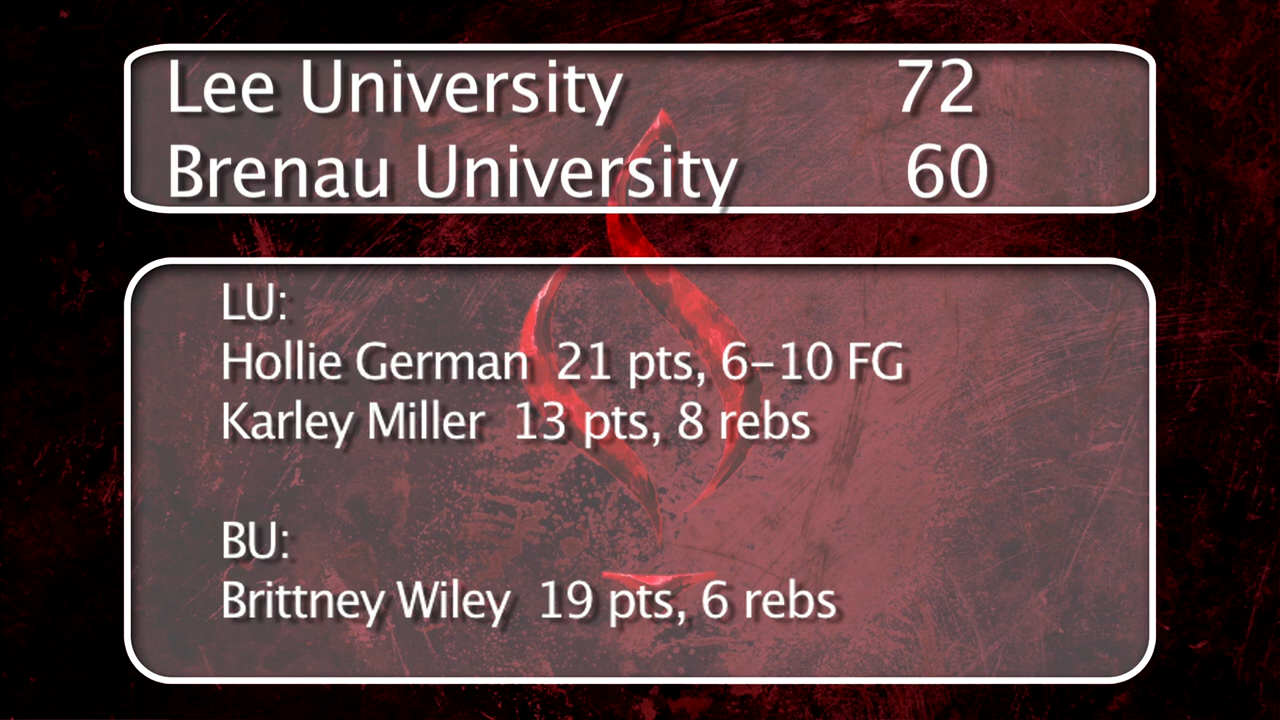 Lee University 72
Brenau University 60
LU:
Hollie German 21 pts, 6-10 FG
Karley Miller 13 pts, 8 rebs
BU:
Brittney Wiley 19 pts, 6 rebs